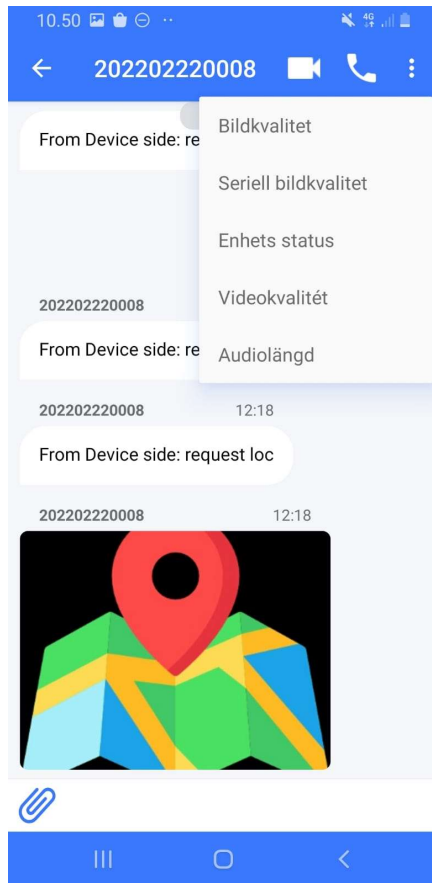 10.50
4G
202202220008
From Device side: re
Bildkvalitet
Seriell bildkvalitet
Enhets status
Videokvalitét
Audiolängd
202202220008
From Device side: re
202202220008 12:18
From Device side: request loc
202202220008 12:18